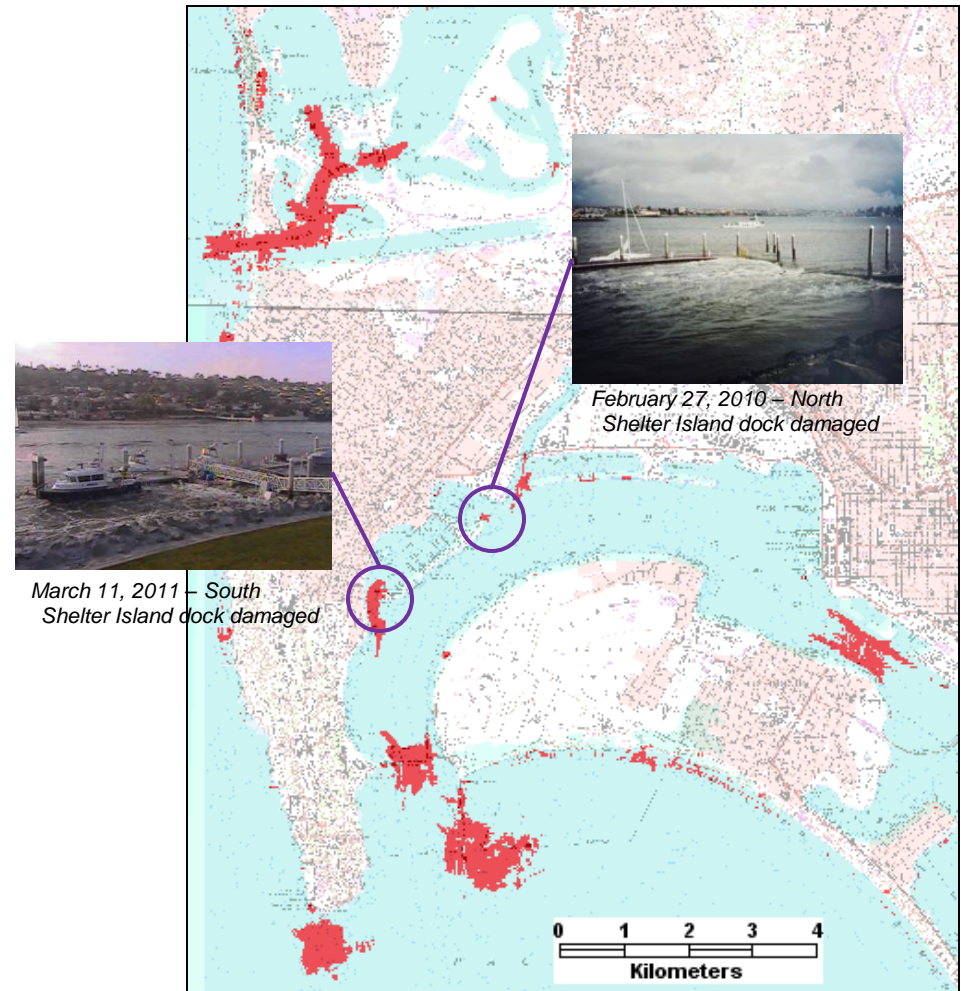 February 27, 2010 – North
Shelter Island dock damaged
March 11, 2011 – South
Shelter Island dock damaged
0 1 2 3 4
Kilometers